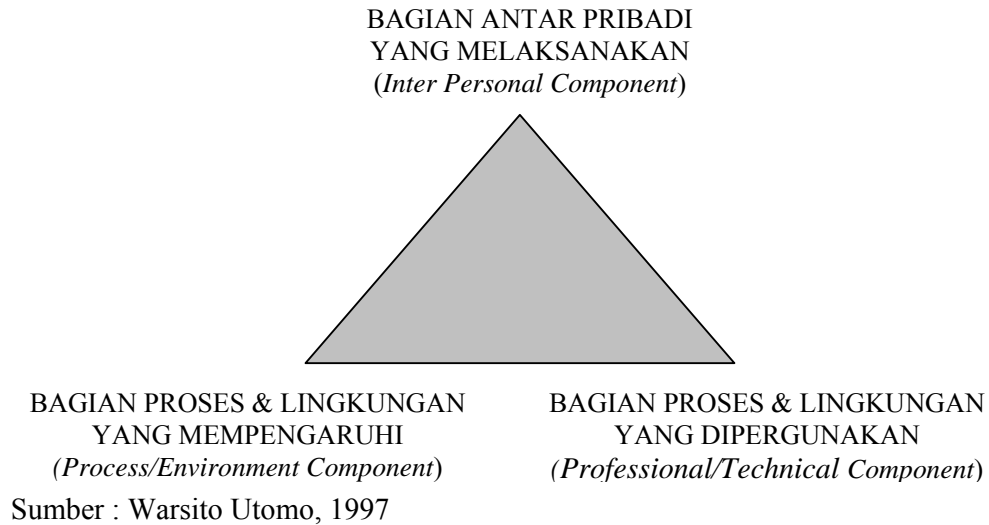 BAGIAN ANTAR PRIBADI
YANG MELAKSANAKAN
(Inter Personal Component)
BAGIAN PROSES & LINGKUNGAN
YANG MEMPENGARUHI
(Process/Environment Component)
BAGIAN PROSES & LINGKUNGAN
YANG DIPERGUNAKAN
(Professional/Technical Component)
Sumber : Warsito Utomo, 1997